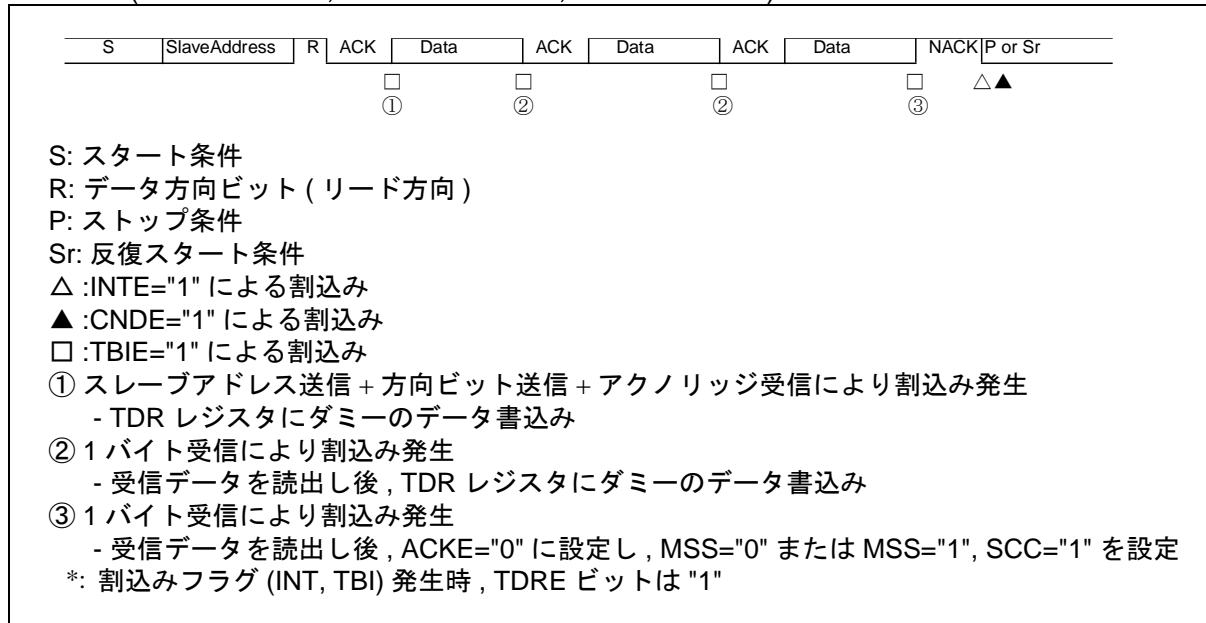 S SlaveAddress R ACK Data ACK Data ACK Data NACK P or Sr
□ □ □ □ △▲
① ② ② ③
S: スタート条件
R: データ方向ビット ( リード方向 )
P: ストップ条件
Sr: 反復スタート条件
△ :INTE="1" による割込み
▲ :CNDE="1" による割込み
□ :TBIE="1" による割込み
① スレーブアドレス送信 + 方向ビット送信 + アクノリッジ受信により割込み発生
- TDR レジスタにダミーのデータ書込み
② 1 バイト受信により割込み発生
- 受信データを読出し後 , TDR レジスタにダミーのデータ書込み
③ 1 バイト受信により割込み発生
- 受信データを読出し後 , ACKE="0" に設定し , MSS="0" または MSS="1", SCC="1" を設定
*: 割込みフラグ (INT, TBI) 発生時 , TDRE ビットは "1"